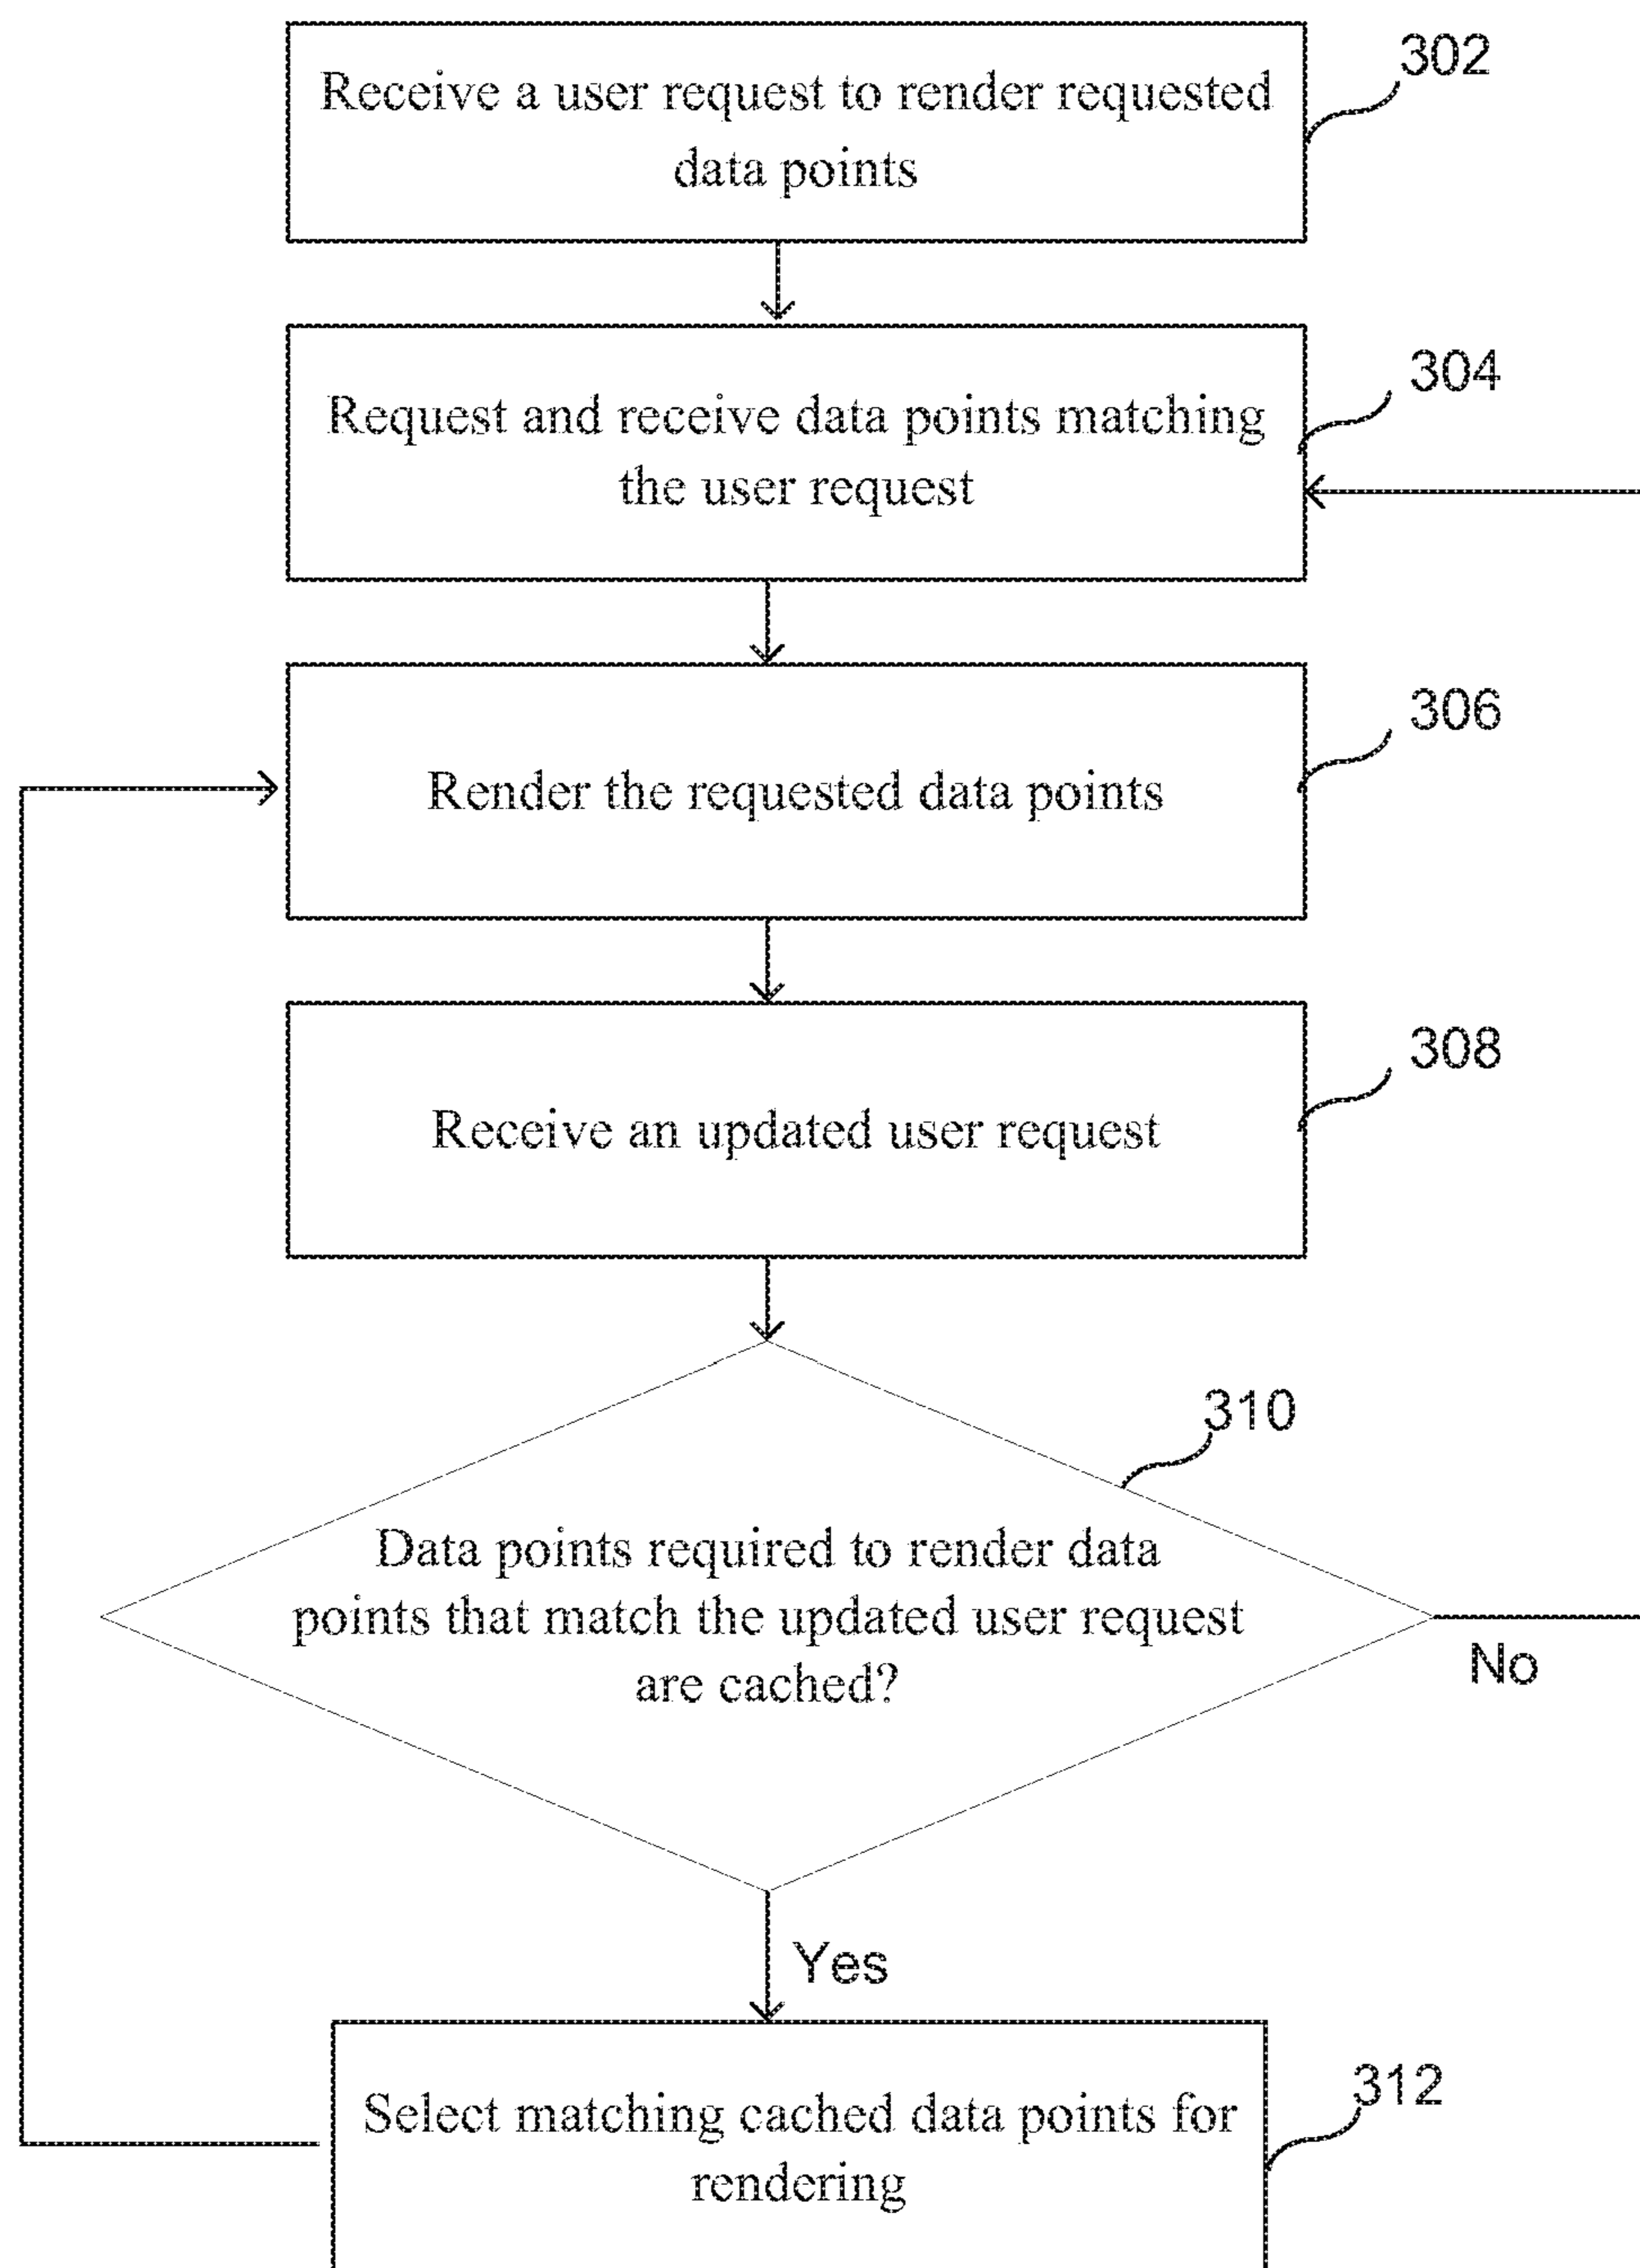 302
Receive a user request to render requested
data points
304
Request and receive data points matching
the user request
306
Render the requested data points
308
Receive an updated user request
310
Data points required to render data
points that match the updated user request
are cached?
No
Yes
312
Select matching cached data points for
rendering